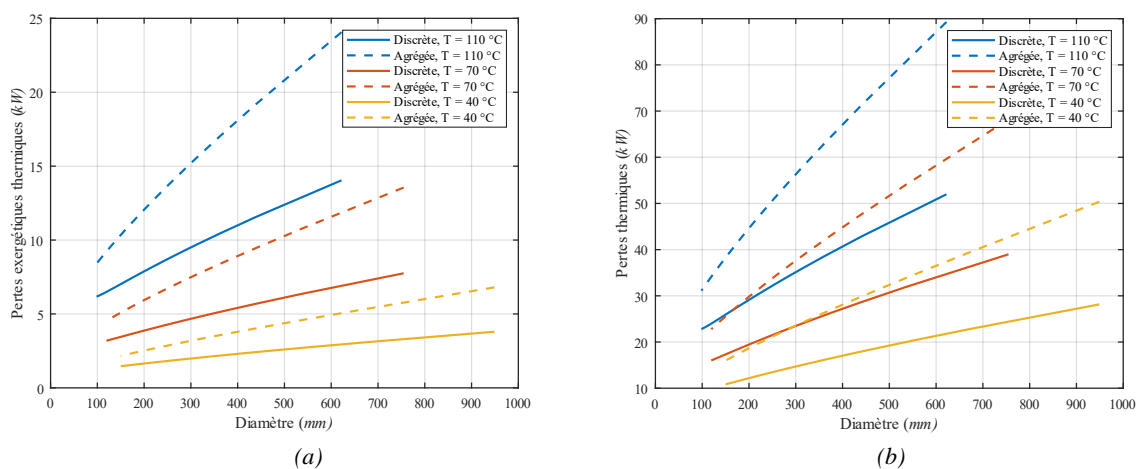 25
20
15
10
5
0
Pertes exergétiques thermiques (kW)
Discrète, T = 110 °C
Agrégée, T = 110 °C
Discrète, T = 70 °C
Agrégée, T = 70 °C
Discrète, T = 40 °C
Agrégée, T = 40 °C
0 100 200 300 400 500 600 700 800 900 1000
Diamètre (mm)
(a)
90
80
70
60
50
40
30
20
10
Pertes thermiques (kW)
Discrète, T = 110 °C
Agrégée, T = 110 °C
Discrète, T = 70 °C
Agrégée, T = 70 °C
Discrète, T = 40 °C
Agrégée, T = 40 °C
0 100 200 300 400 500 600 700 800 900 1000
Diamètre (mm)
(b)